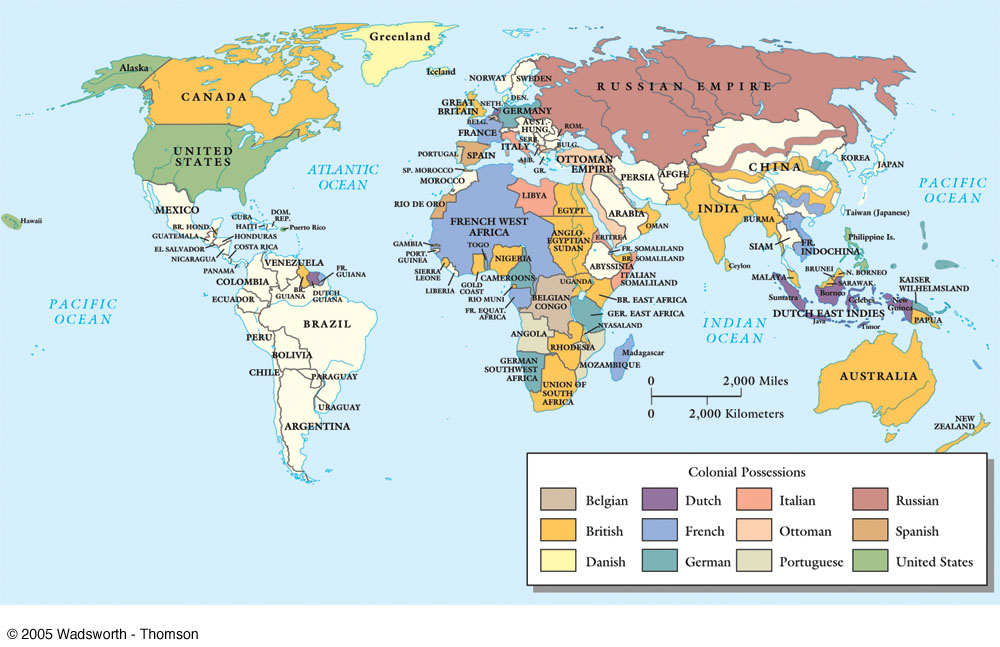 Greenland
Alaska
Iceland
CANADA
NORWAY
SWEDEN
RUSSIAN EMPIRE
DEN.
GREAT
BRITAIN
NETH.
GERMANY
BELG.
AUST.
HUNG.
ROM.
FRANCE
SERB.
BULG.
ITALY
UNITED
STATES
PORTUGAL
SPAIN
ALB.
GR.
OTTOMAN
EMPIRE
KOREA
JAPAN
CHINA
ATLANTIC
OCEAN
SP. MOROCCO
MOROCCO
PERSIA
AFGH.
PACIFIC
OCEAN
RIO DE ORO
LIBYA
EGYPT
ARABIA
INDIA
BURMA
Taiwan (Japanese)
MEXICO
Hawaii
CUBA
DOM.
REP.
HAITI
Puerto Rico
BR. HOND.
GUATEMALA
HONDURAS
EL SALVADOR
COSTA RICA
NICARAGUA
PANAMA
FRENCH WEST
AFRICA
ANGLO-
EGYPTIAN
SUDAN
ERITREA
OMAN
SIAM
FR.
INDOCHINA
Philippine Is.
GAMBIA
PORT.
GUINEA
TOGO
NIGERIA
FR. SOMALILAND
BR. SOMALILAND
ABYSSINIA
ITALIAN
SOMALILAND
SIERRA
LEONE
LIBERIA
GOLD
COAST
CAMEROONS
UGANDA
Ceylon
MALAYA
BRUNEI
N. BORNEO
SARAWAK
KAISER
WILHELMSLAND
VENEZUELA
FR.
GUIANA
COLOMBIA
BR.
GUIANA
DUTCH
GUIANA
ECUADOR
RIO MUNI
FR. EQUAT.
AFRICA
BELGIAN
CONGO
BR. EAST AFRICA
GER. EAST AFRICA
Sumatra
Borneo
Celebes
New
Guinea
DUTCH EAST INDIES
Java
Timor
PAPUA
PACIFIC
OCEAN
BRAZIL
PERU
BOLIVIA
ANGOLA
NYASALAND
RHODESIA
Madagascar
MOZAMBIQUE
INDIAN
OCEAN
CHILE
PARAGUAY
URAGUAY
ARGENTINA
GERMAN
SOUTHWEST
AFRICA
UNION OF
SOUTH
AFRICA
AUSTRALIA
NEW
ZEALAND
0 2,000 Miles
0 2,000 Kilometers
Colonial Possessions
Belgian Dutch Italian Russian
British French Ottoman Spanish
Danish German Portuguese United States
© 2005 Wadsworth - Thomson